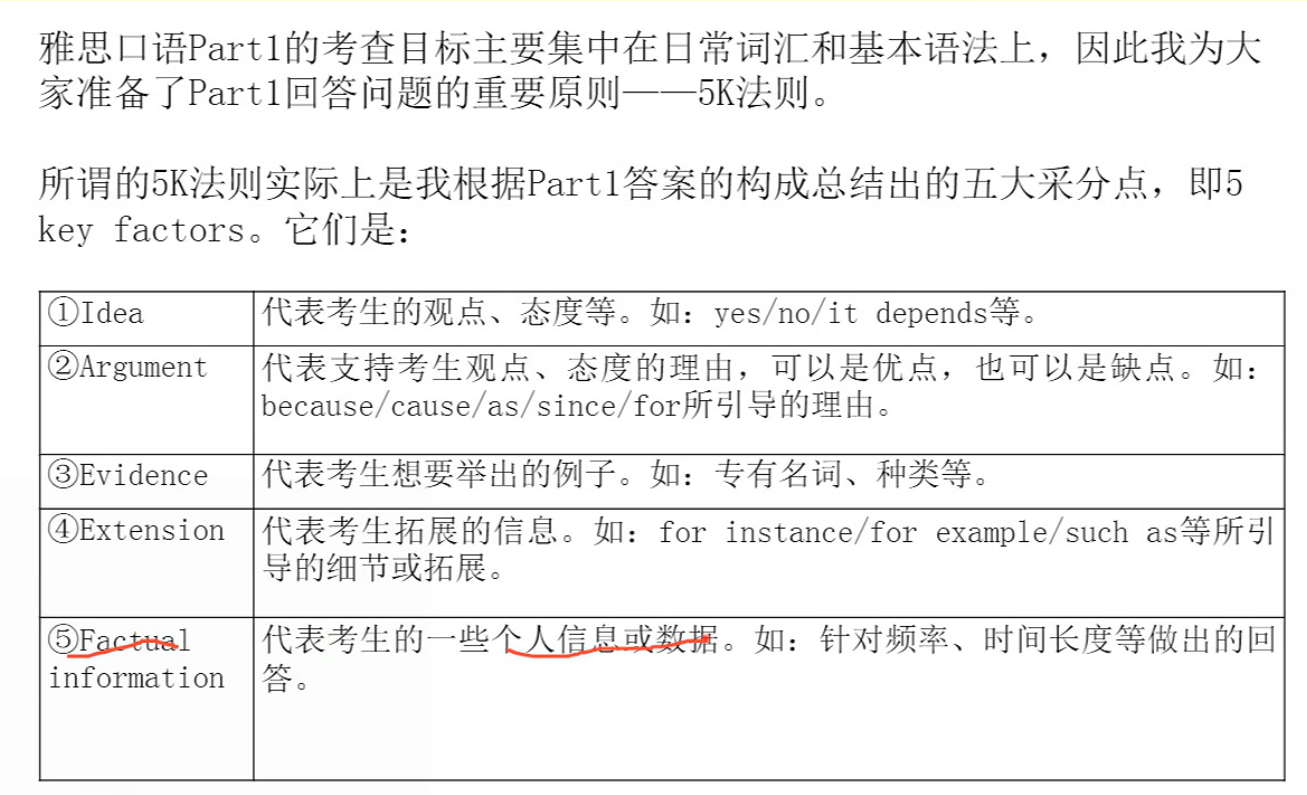 雅思口语Part1的考查目标主要集中在日常词汇和基本语法上，因此我为大
家准备了Part1回答问题的重要原则——5K法则。
所谓的5K法则实际上是我根据Part1答案的构成总结出的五大采分点，即5
key factors。它们是：
①Idea
代表考生的观点、态度等。如：yes/no/it depends等。
②Argument
代表支持考生观点、态度的理由，可以是优点，也可以是缺点。如：
because/cause/as/since/for所引导的理由。
③Evidence
代表考生想要举出的例子。如：专有名词、种类等。
④Extension
代表考生拓展的信息。如：for instance/for example/such as等所引
导的细节或拓展。
⑤Factual
information
代表考生的一些个人信息或数据。如：针对频率、时间长度等做出的回
答。